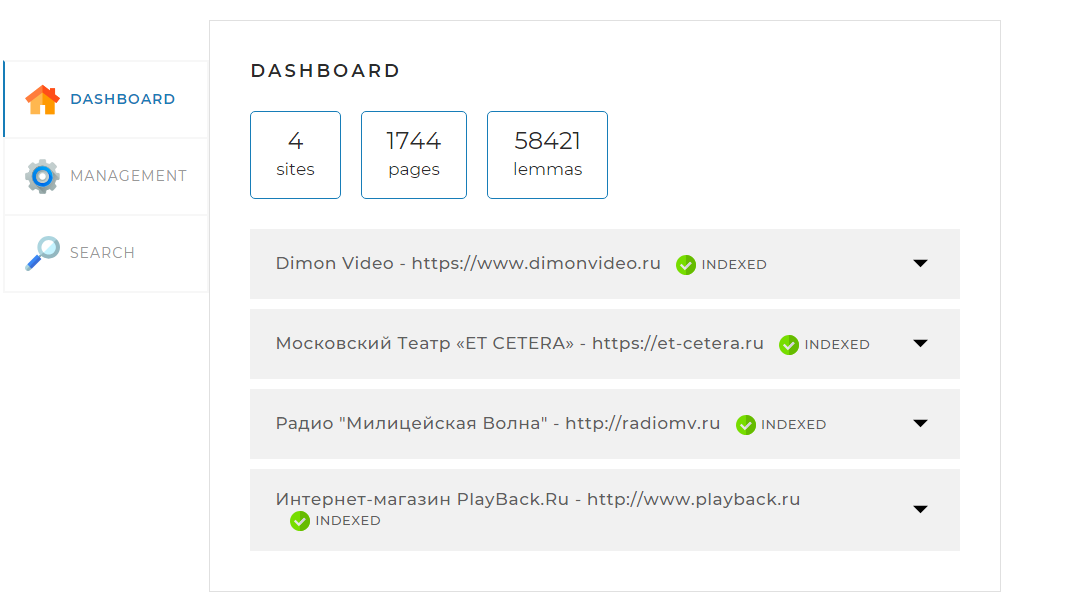 DASHBOARD
MANAGEMENT
SEARCH
DASHBOARD
4
sites
1744
pages
58421
lemmas
Dimon Video - https://www.dimonvideo.ru INDEXED
Московский Театр «ET CETERA» - https://et-cetera.ru INDEXED
Радио "Милицейская Волна" - http://radiomv.ru INDEXED
Интернет-магазин PlayBack.Ru - http://www.playback.ru
INDEXED